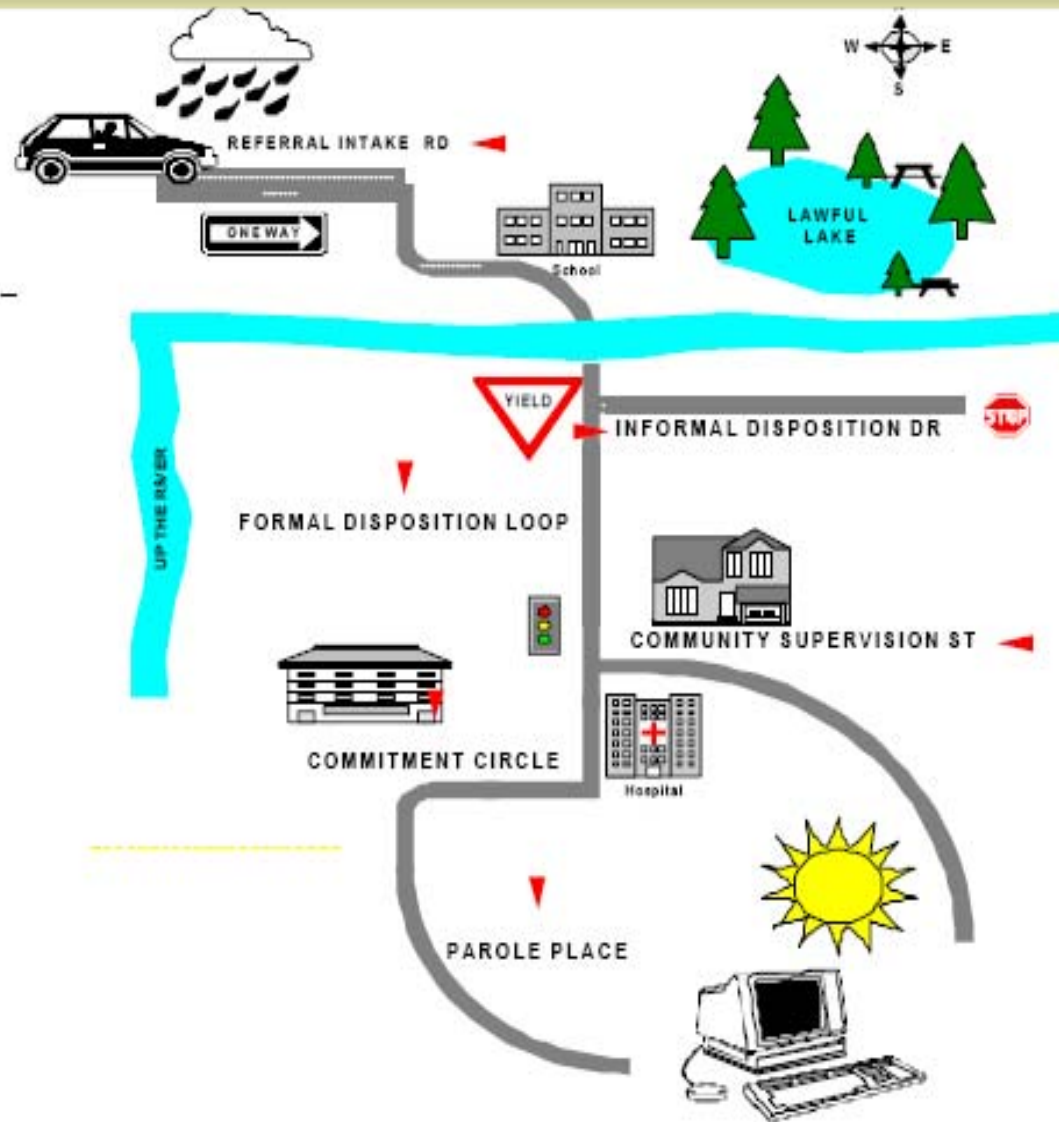 W E
S
REFERRAL INTAKE RD
ONE WAY
School
LAWFUL
LAKE
YIELD
STOP
INFORMAL DISPOSITION DR
UP THE RIVER
FORMAL DISPOSITION LOOP
COMMUNITY SUPERVISION ST
COMMITMENT CIRCLE
Hospital
PAROLE PLACE